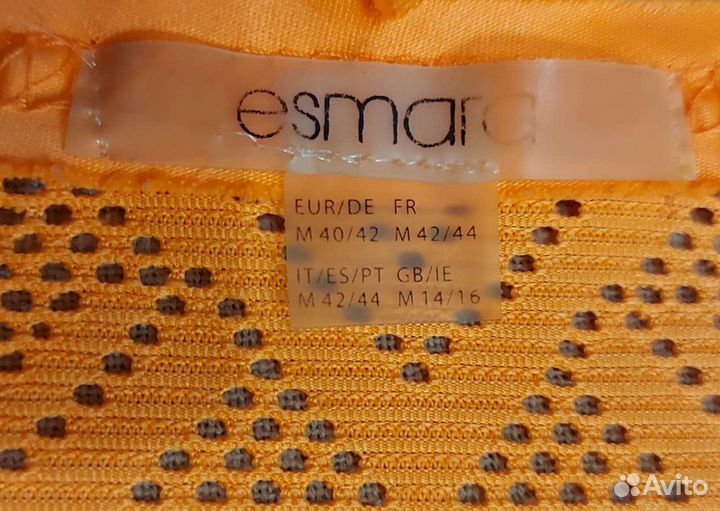 esmara
EUR/DE FR
M 40/42 M 42/44
IT/ES/PT GB/IE
M 42/44 M 14/16
Avito